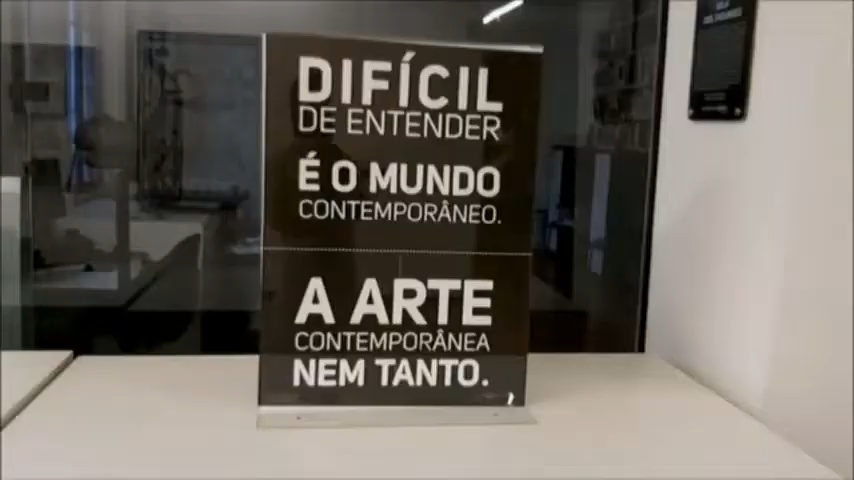 DIFÍCIL
DE ENTENDER
É O MUNDO
CONTEMPORÂNEO.
A ARTE
CONTEMPORÂNEA
NEM TANTO.